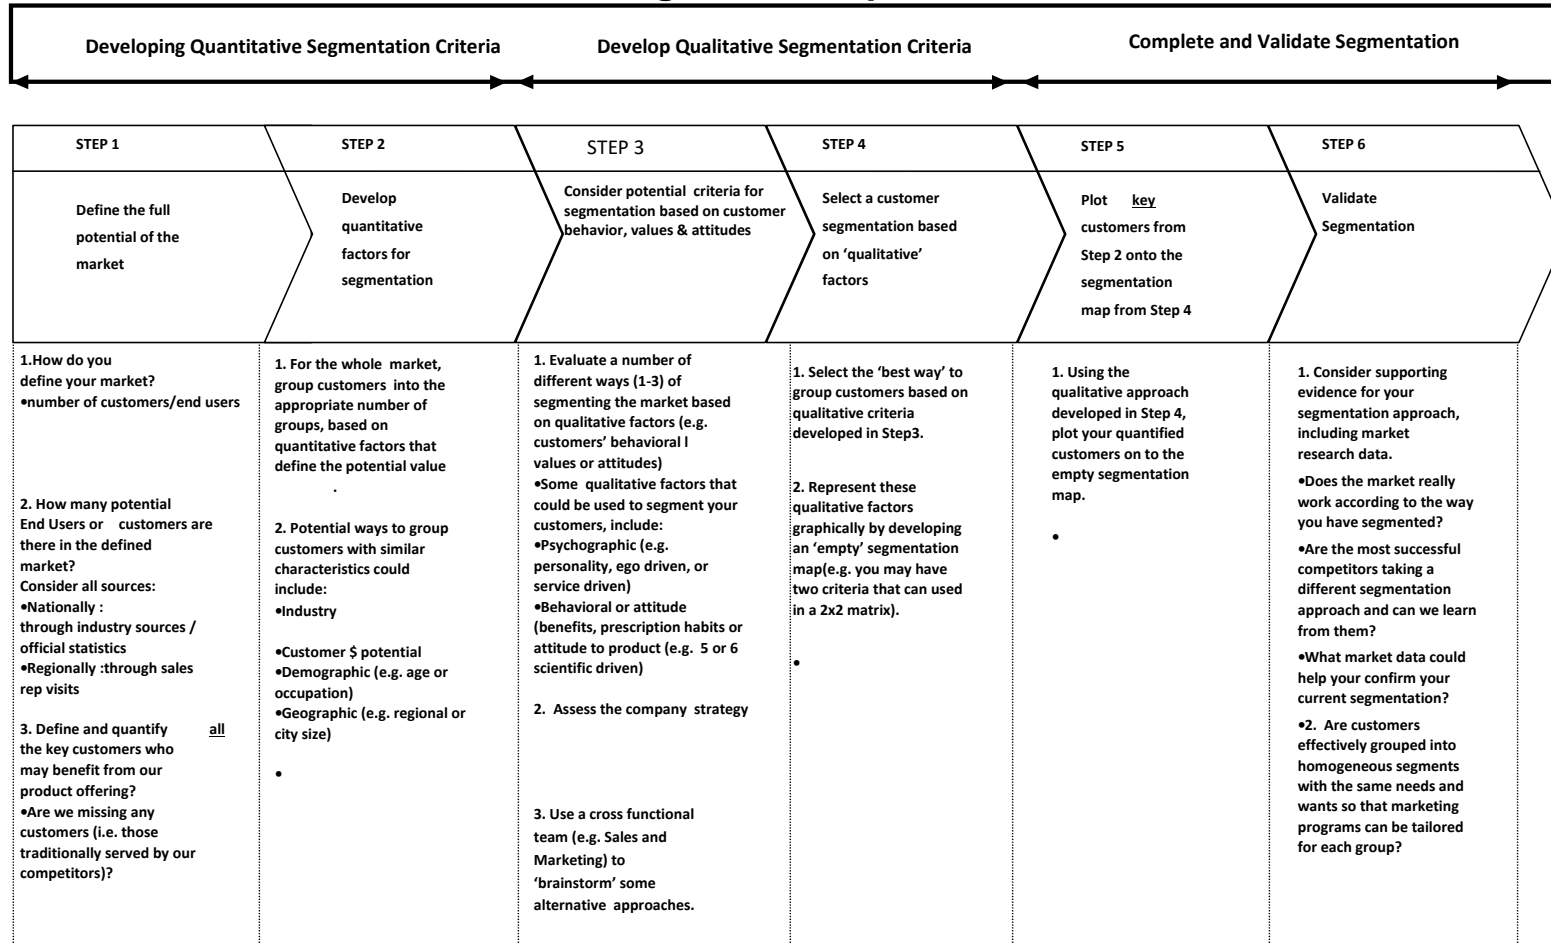 Developing Quantitative Segmentation Criteria
Develop Qualitative Segmentation Criteria
Complete and Validate Segmentation
STEP 1
Define the full
potential of the
market
1.How do you
define your market?
•number of customers/end users
2. How many potential
End Users or customers are
there in the defined
market?
Consider all sources:
•Nationally :
through industry sources /
official statistics
•Regionally :through sales
rep visits
3. Define and quantify all
the key customers who
may benefit from our
product offering?
•Are we missing any
customers (i.e. those
traditionally served by our
competitors)?
STEP 2
Develop
quantitative
factors for
segmentation
1. For the whole market,
group customers into the
appropriate number of
groups, based on
quantitative factors that
define the potential value
.
2. Potential ways to group
customers with similar
characteristics could
include:
•Industry
•Customer $ potential
•Demographic (e.g. age or
occupation)
•Geographic (e.g. regional or
city size)
•
STEP 3
Consider potential criteria for
segmentation based on customer
behavior, values & attitudes
1. Evaluate a number of
different ways (1-3) of
segmenting the market based
on qualitative factors (e.g.
customers’ behavioral l
values or attitudes)
•Some qualitative factors that
could be used to segment your
customers, include:
•Psychographic (e.g.
personality, ego driven, or
service driven)
•Behavioral or attitude
(benefits, prescription habits or
attitude to product (e.g. 5 or 6
scientific driven)
2. Assess the company strategy
3. Use a cross functional
team (e.g. Sales and
Marketing) to
‘brainstorm’ some
alternative approaches.
STEP 4
Select a customer
segmentation based
on ‘qualitative’
factors
1. Select the ‘best way’ to
group customers based on
qualitative criteria
developed in Step3.
2. Represent these
qualitative factors
graphically by developing
an ‘empty’ segmentation
map(e.g. you may have
two criteria that can used
in a 2x2 matrix).
•
STEP 5
Plot key
customers from
Step 2 onto the
segmentation
map from Step 4
1. Using the
qualitative approach
developed in Step 4,
plot your quantified
customers on to the
empty segmentation
map.
•
STEP 6
Validate
Segmentation
1. Consider supporting
evidence for your
segmentation approach,
including market
research data.
•Does the market really
work according to the way
you have segmented?
•Are the most successful
competitors taking a
different segmentation
approach and can we learn
from them?
•What market data could
help your confirm your
current segmentation?
•2. Are customers
effectively grouped into
homogeneous segments
with the same needs and
wants so that marketing
programs can be tailored
for each group?